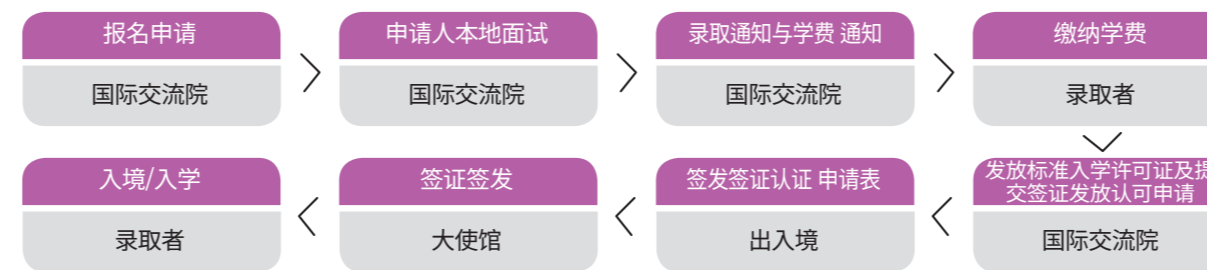 报名申请
国际交流院
申请人本地面试
国际交流院
录取通知与学费 通知
国际交流院
缴纳学费
录取者
发放标准入学许可证及提
交签证发放认可申请
国际交流院
签发签证认证 申请表
出入境
签证签发
大使馆
入境/入学
录取者